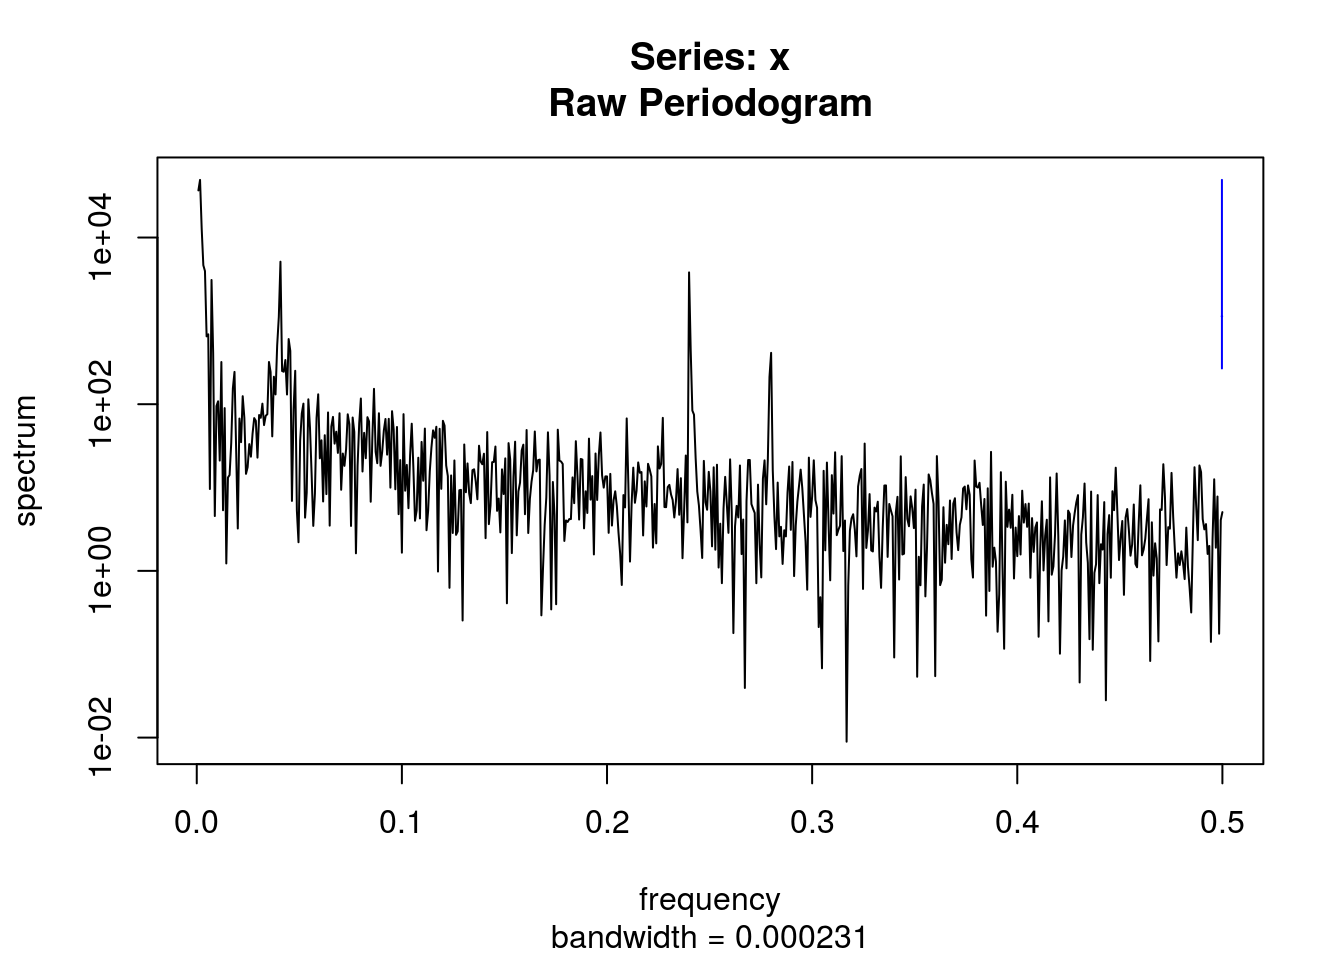 Series: x
Raw Periodogram
spectrum
1e+04
1e+02
1e+00
1e-02
0.0 0.1 0.2 0.3 0.4 0.5
frequency
bandwidth = 0.000231